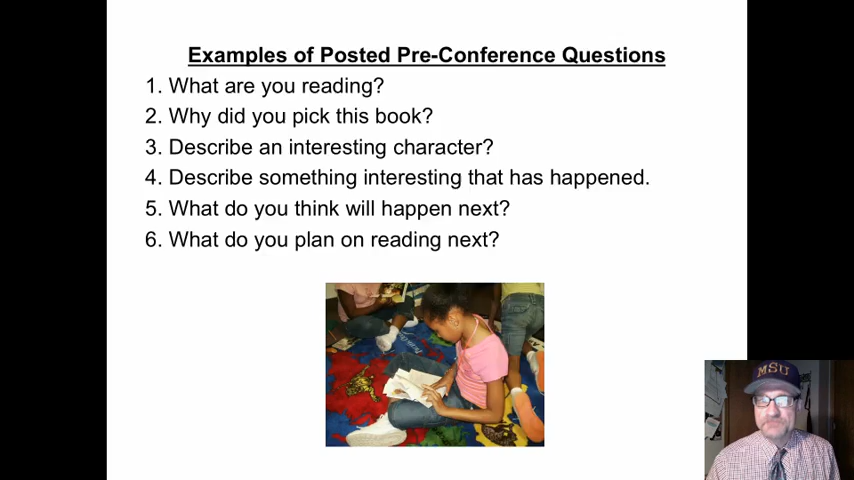 Examples of Posted Pre-Conference Questions
1. What are you reading?
2. Why did you pick this book?
3. Describe an interesting character?
4. Describe something interesting that has happened.
5. What do you think will happen next?
6. What do you plan on reading next?
MSU